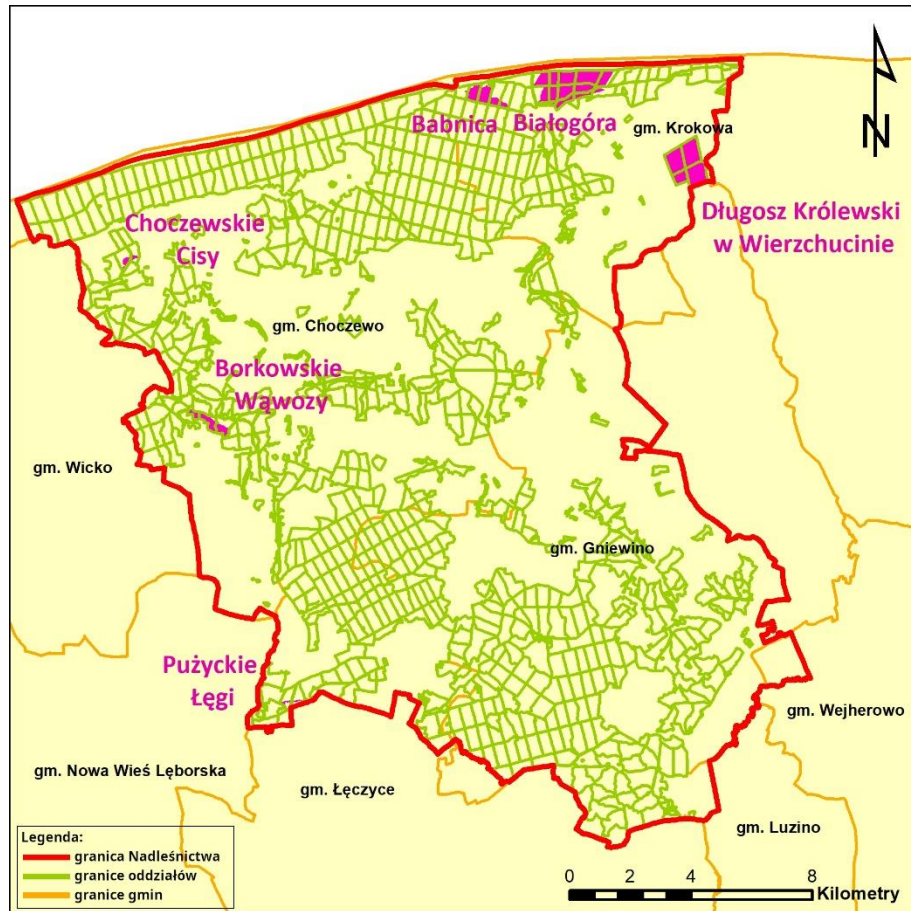 Babnica
Białogóra
gm. Krokowa
N
Długosz Królewski
w Wierzchucinie
Choczewskie
Cisy
gm. Choczewo
Borkowskie
Wąwozy
gm. Wicko
gm. Gniewino
Pużyckie
Łęgi
gm. Wejherowo
gm. Nowa Wieś Lęborska
gm. Łęczyce
gm. Luzino
Legenda:
granica Nadleśnictwa
granice oddziałów
granice gmin
0 2 4 8
Kilometry